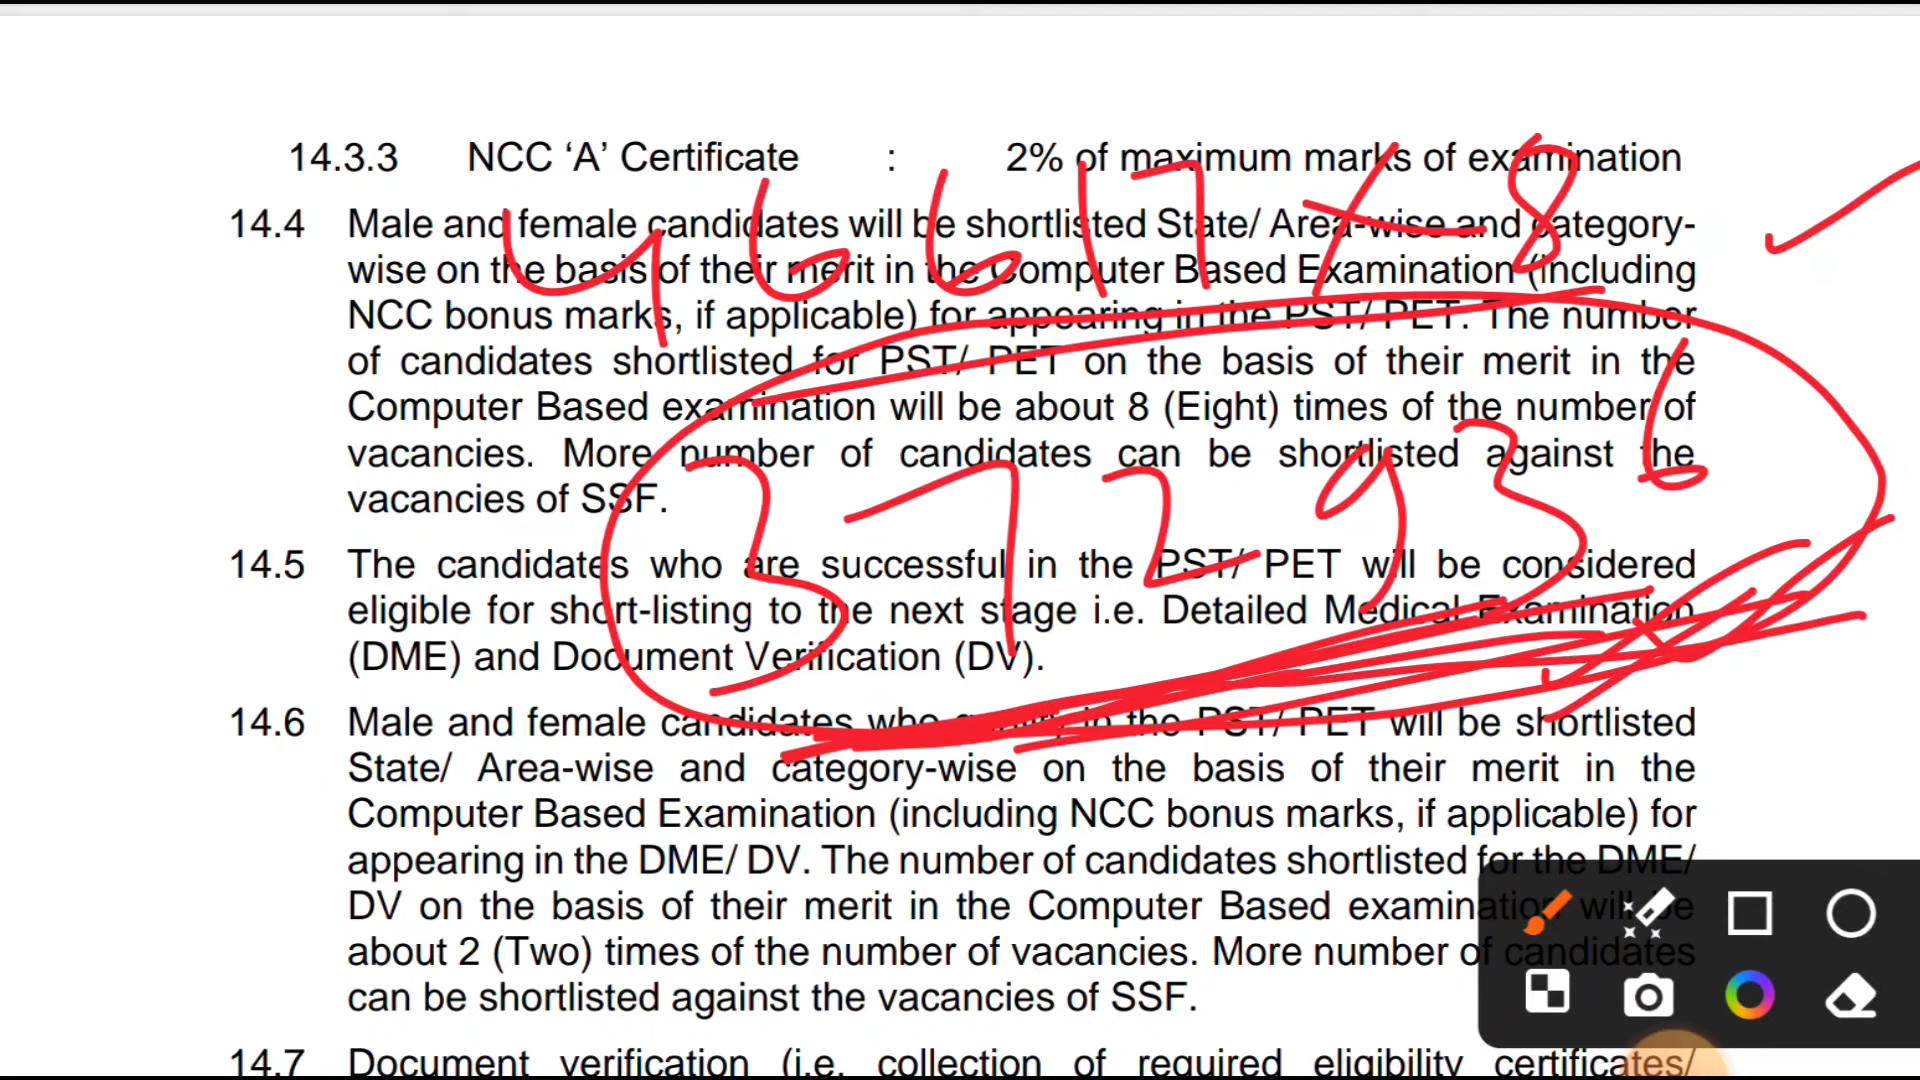 14.3.3 NCC ‘A’ Certificate : 2% of maximum marks of examination
46617 × 8
14.4 Male and female candidates will be shortlisted State/ Area-wise and category-
wise on the basis of their merit in the Computer Based Examination (including
NCC bonus marks, if applicable) for appearing in the PST/ PET. The number
of candidates shortlisted for PST/ PET on the basis of their merit in the
Computer Based examination will be about 8 (Eight) times of the number of
vacancies. More number of candidates can be shortlisted against the
vacancies of SSF.
372936
14.5 The candidates who are successful in the PST/ PET will be considered
eligible for short-listing to the next stage i.e. Detailed Medical Examination
(DME) and Document Verification (DV).
14.6 Male and female candidates who qualify in the PST/ PET will be shortlisted
State/ Area-wise and category-wise on the basis of their merit in the
Computer Based Examination (including NCC bonus marks, if applicable) for
appearing in the DME/ DV. The number of candidates shortlisted for the DME/
DV on the basis of their merit in the Computer Based examination will be
about 2 (Two) times of the number of vacancies. More number of candidates
can be shortlisted against the vacancies of SSF.
14.7 Document verification (i.e. collection of required eligibility certificates/